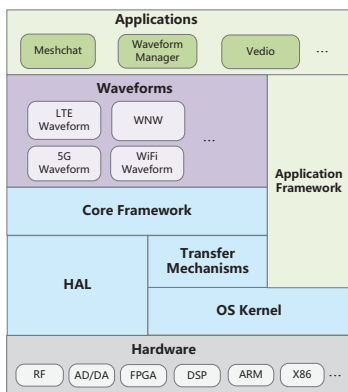 Applications
Meshchat
Waveform
Manager
Vedio
...
Waveforms
LTE
Waveform
WNW
...
5G
Waveform
WiFi
Waveform
Application
Framework
Core Framework
Transfer
Mechanisms
HAL
OS Kernel
Hardware
RF
AD/DA
FPGA
DSP
ARM
X86
...